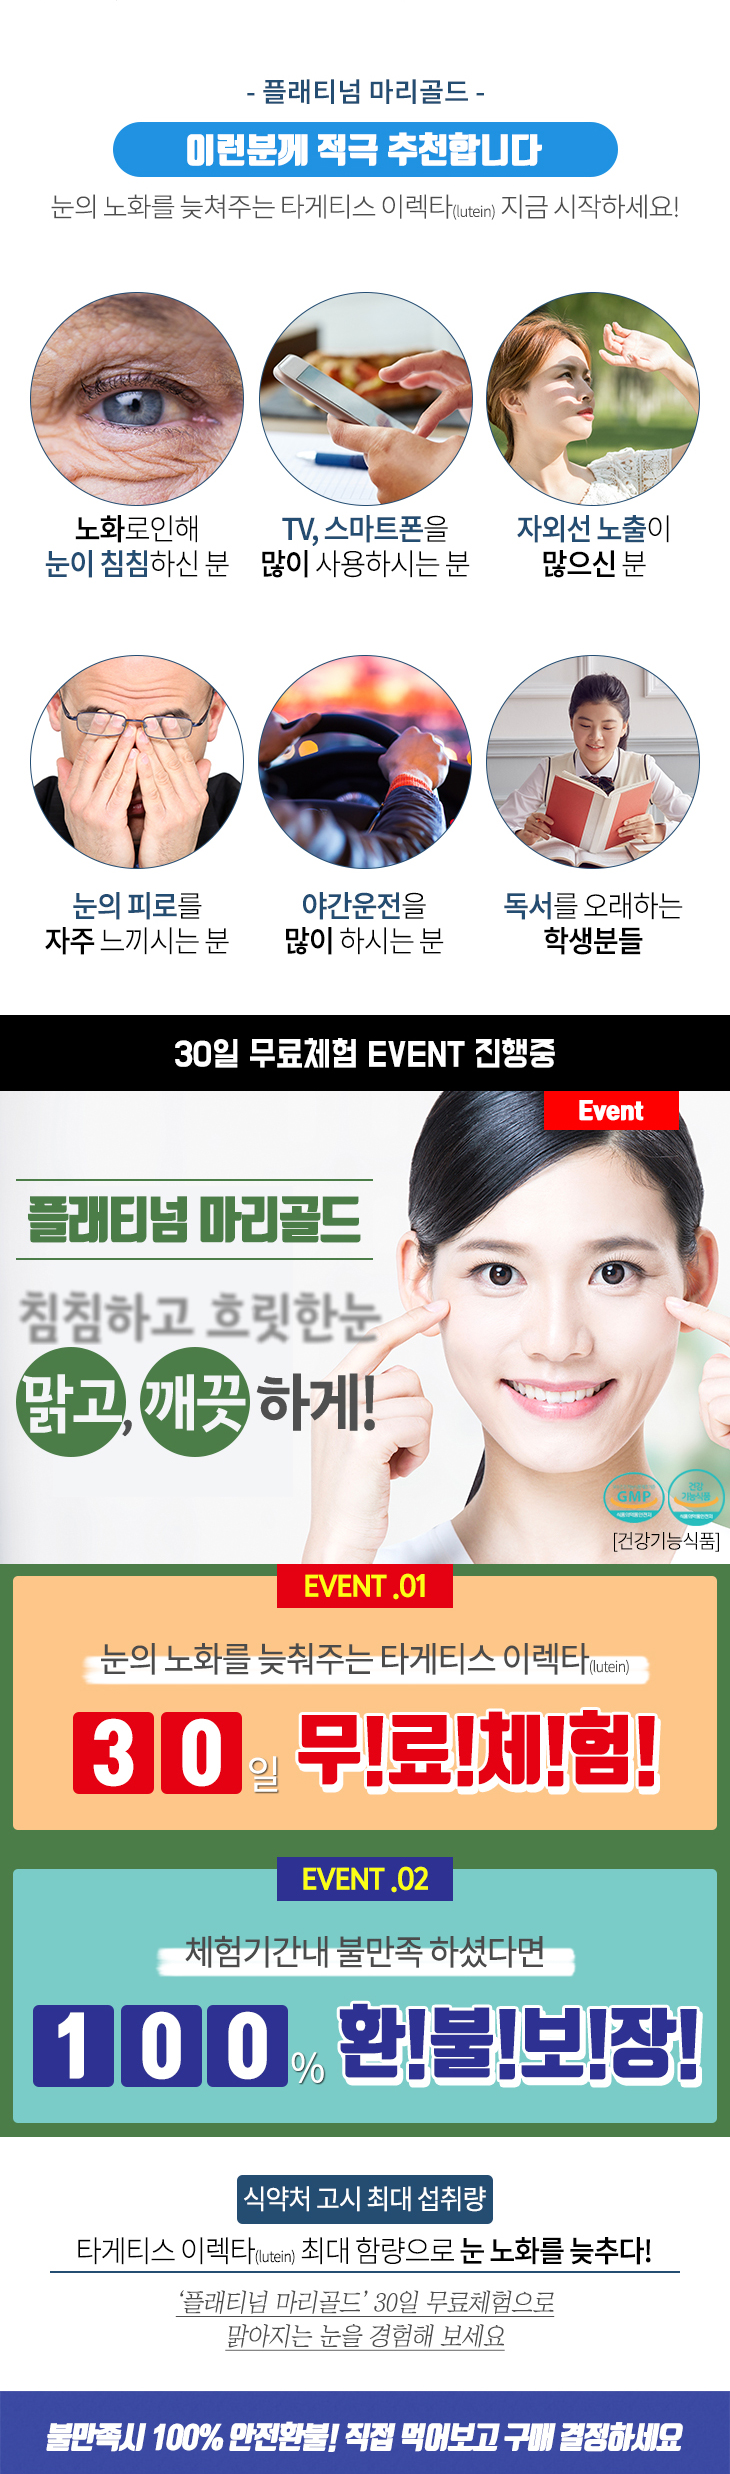 - 플래티넘 마리골드 -
이런분께 적극 추천합니다
눈의 노화를 늦쳐주는 타게티스 이렉타(lutein) 지금 시작하세요!
노화로인해
눈이 침침하신 분
TV, 스마트폰을
많이 사용하시는 분
자외선 노출이
많으신 분
눈의 피로를
자주 느끼시는 분
야간운전을
많이 하시는 분
독서를 오래하는
학생분들
30일 무료체험 EVENT 진행중
Event
플래티넘 마리골드
침침하고 흐릿한눈
맑고, 깨끗하게!
GMP
건강
기능식품
[건강기능식품]
EVENT .01
눈의 노화를 늦춰주는 타게티스 이렉타(lutein)
30일 무!료!체!험!
EVENT .02
체험기간내 불만족 하셨다면
100% 환!불!보!장!
식약처 고시 최대 섭취량
타게티스 이렉타(lutein) 최대 함량으로 눈 노화를 늦추다!
‘플래티넘 마리골드’ 30일 무료체험으로
맑아지는 눈을 경험해 보세요
불만족시 100% 안전환불! 직접 먹어보고 구매 결정하세요